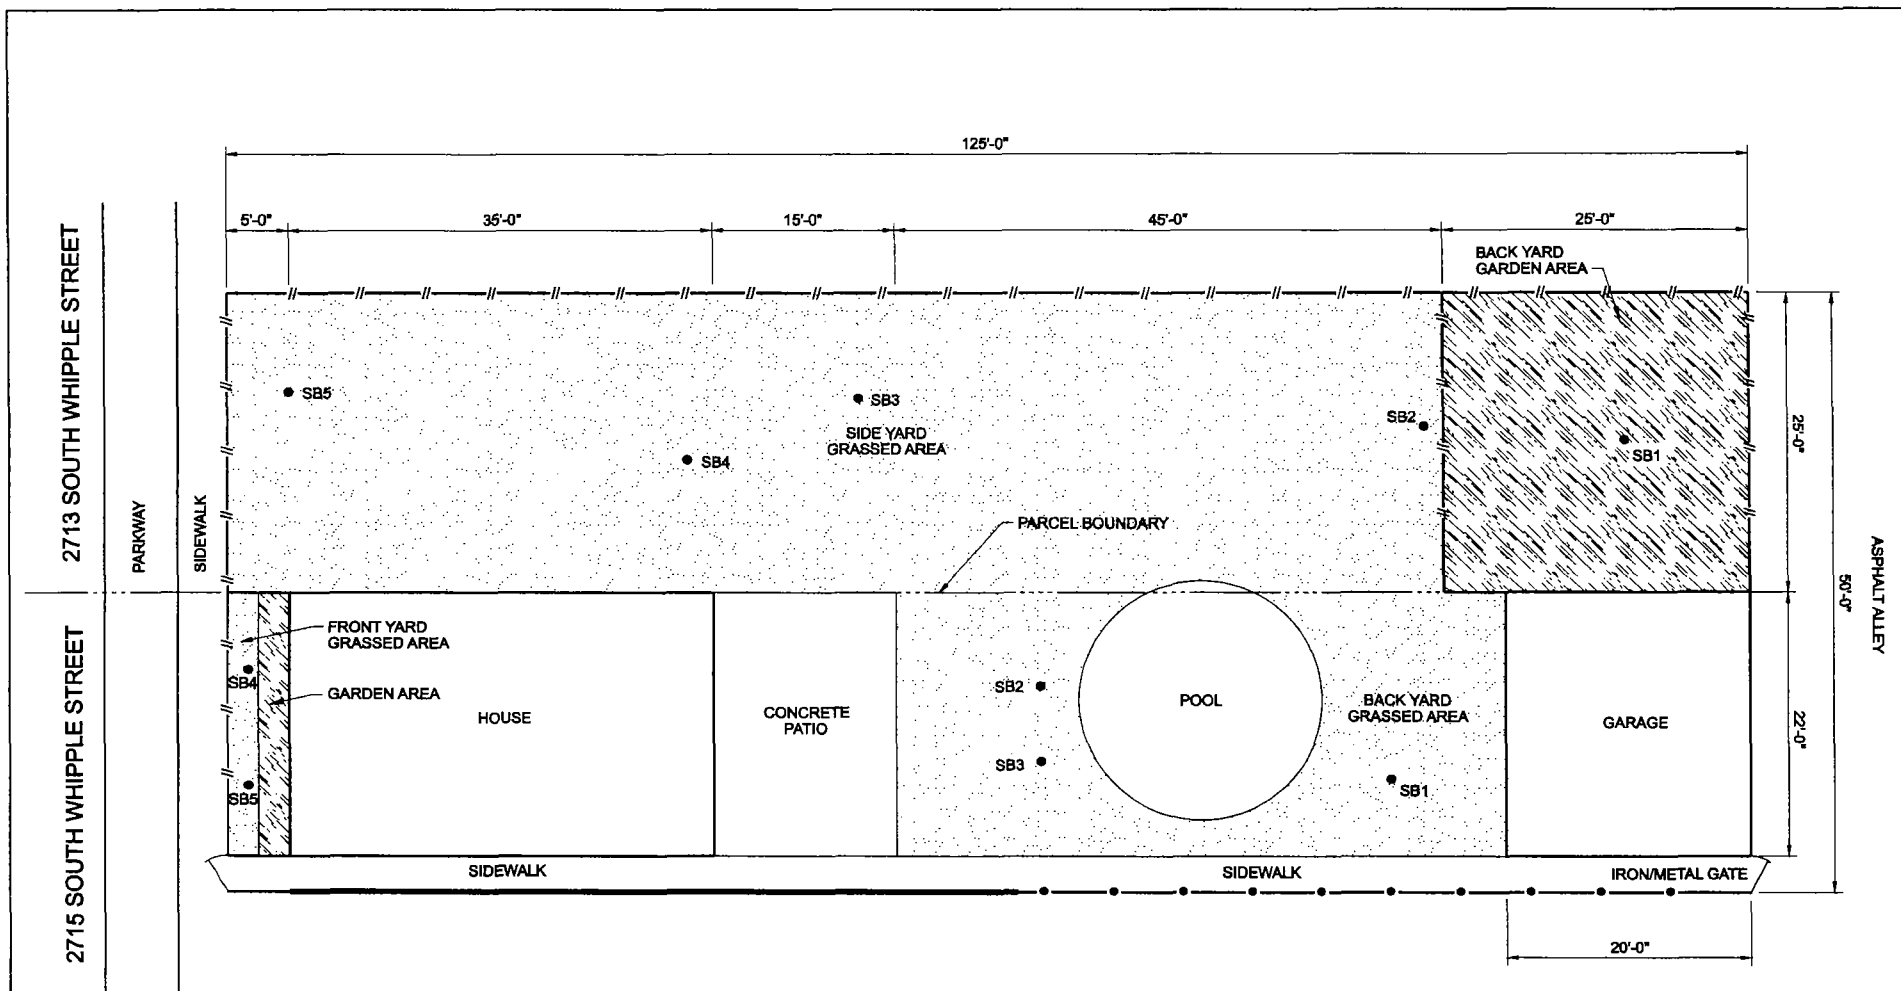 125'-0"
5'-0"
35'-0"
15'-0"
45'-0"
25'-0"
BACK YARD
GARDEN AREA
2713 SOUTH WHIPPLE STREET
PARKWAY
SIDEWALK
SB5
SB3
SIDE YARD
GRASSED AREA
SB4
SB2
SB1
25'-0"
PARCEL BOUNDARY
50'-0"
ASPHALT ALLEY
2715 SOUTH WHIPPLE STREET
FRONT YARD
GRASSED AREA
SB4
GARDEN AREA
SB5
HOUSE
CONCRETE
PATIO
SB2
SB3
POOL
BACK YARD
GRASSED AREA
SB1
GARAGE
22'-0"
SIDEWALK
SIDEWALK
IRON/METAL GATE
20'-0"